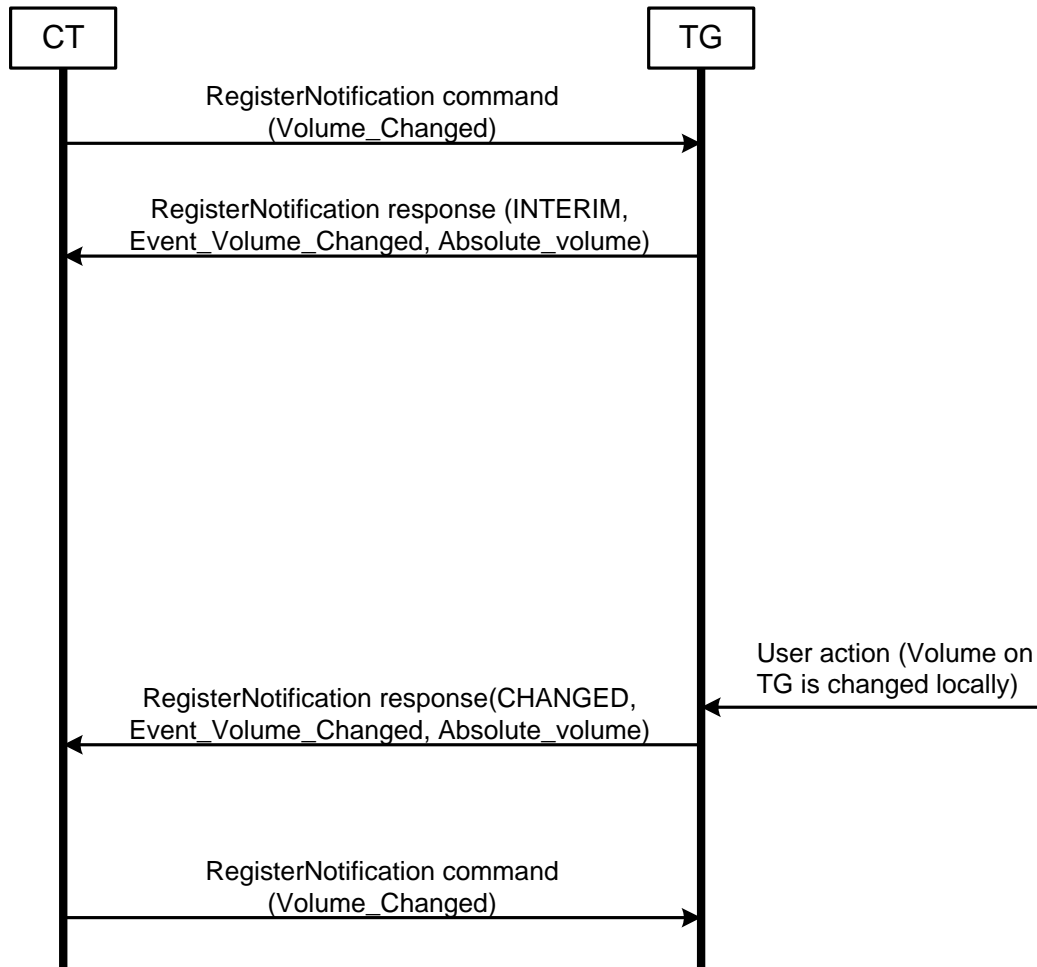 CT
TG
RegisterNotification command
(Volume_Changed)
RegisterNotification response (INTERIM,
Event_Volume_Changed, Absolute_volume)
User action (Volume on
TG is changed locally)
RegisterNotification response(CHANGED,
Event_Volume_Changed, Absolute_volume)
RegisterNotification command
(Volume_Changed)